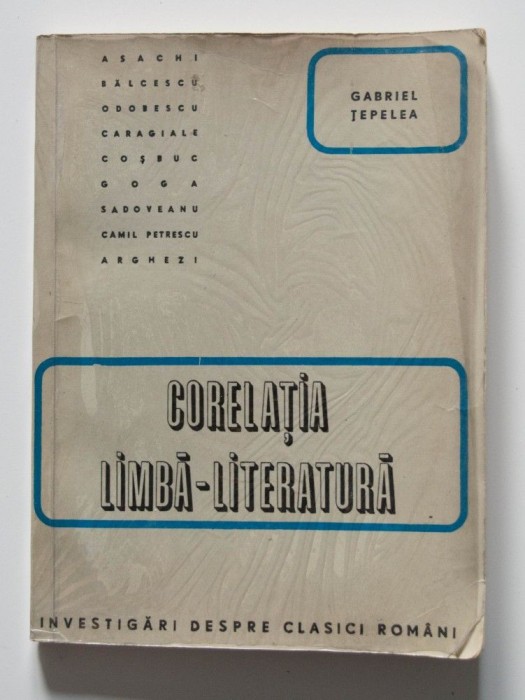 ASACHI
BĂLCESCU
ODOBESCU
CARAGIALE
COȘBUC
GOGA
SADOVEANU
CAMIL PETRESCU
ARGHEZI
GABRIEL
ȚEPELEA
CORELAȚIA
LIMBĂ-LITERATURĂ
INVESTIGĂRI DESPRE CLASICI ROMÂNI